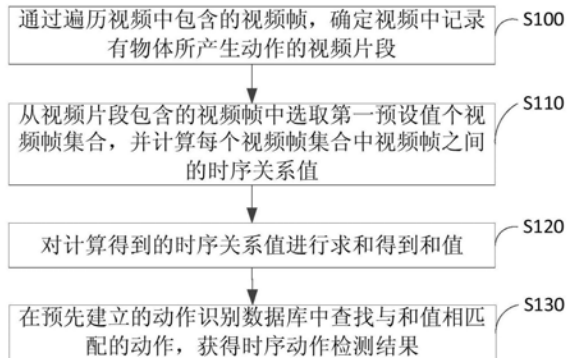 通过遍历视频中包含的视频帧，确定视频中记录
有物体所产生动作的视频片段
S100
从视频片段包含的视频帧中选取第一预设值个视
频帧集合，并计算每个视频帧集合中视频帧之间
的时序关系值
S110
对计算得到的时序关系值进行求和得到和值
S120
在预先建立的动作识别数据库中查找与和值相匹
配的动作，获得时序动作检测结果
S130